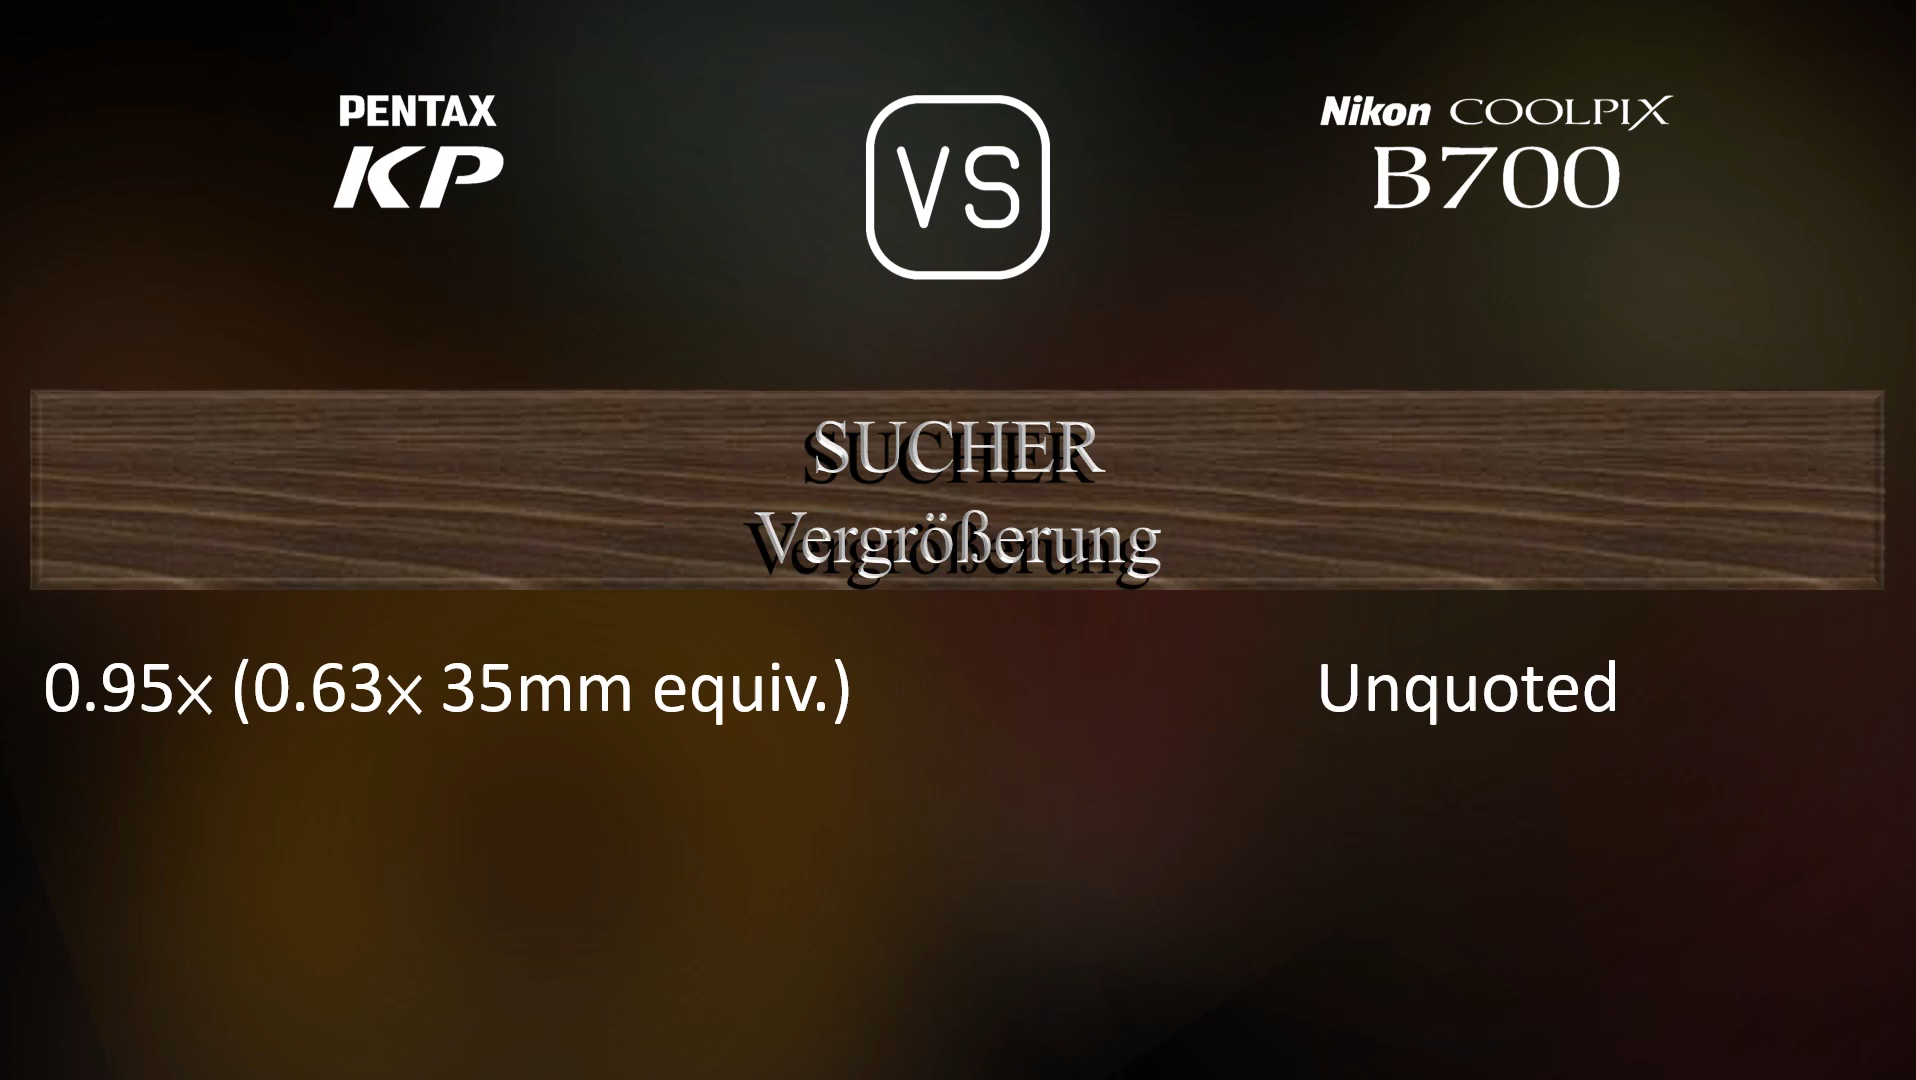 PENTAX
KP
VS
Nikon COOLPIX
B700
SUCHER
Vergrößerung
0.95x (0.63x 35mm equiv.)
Unquoted